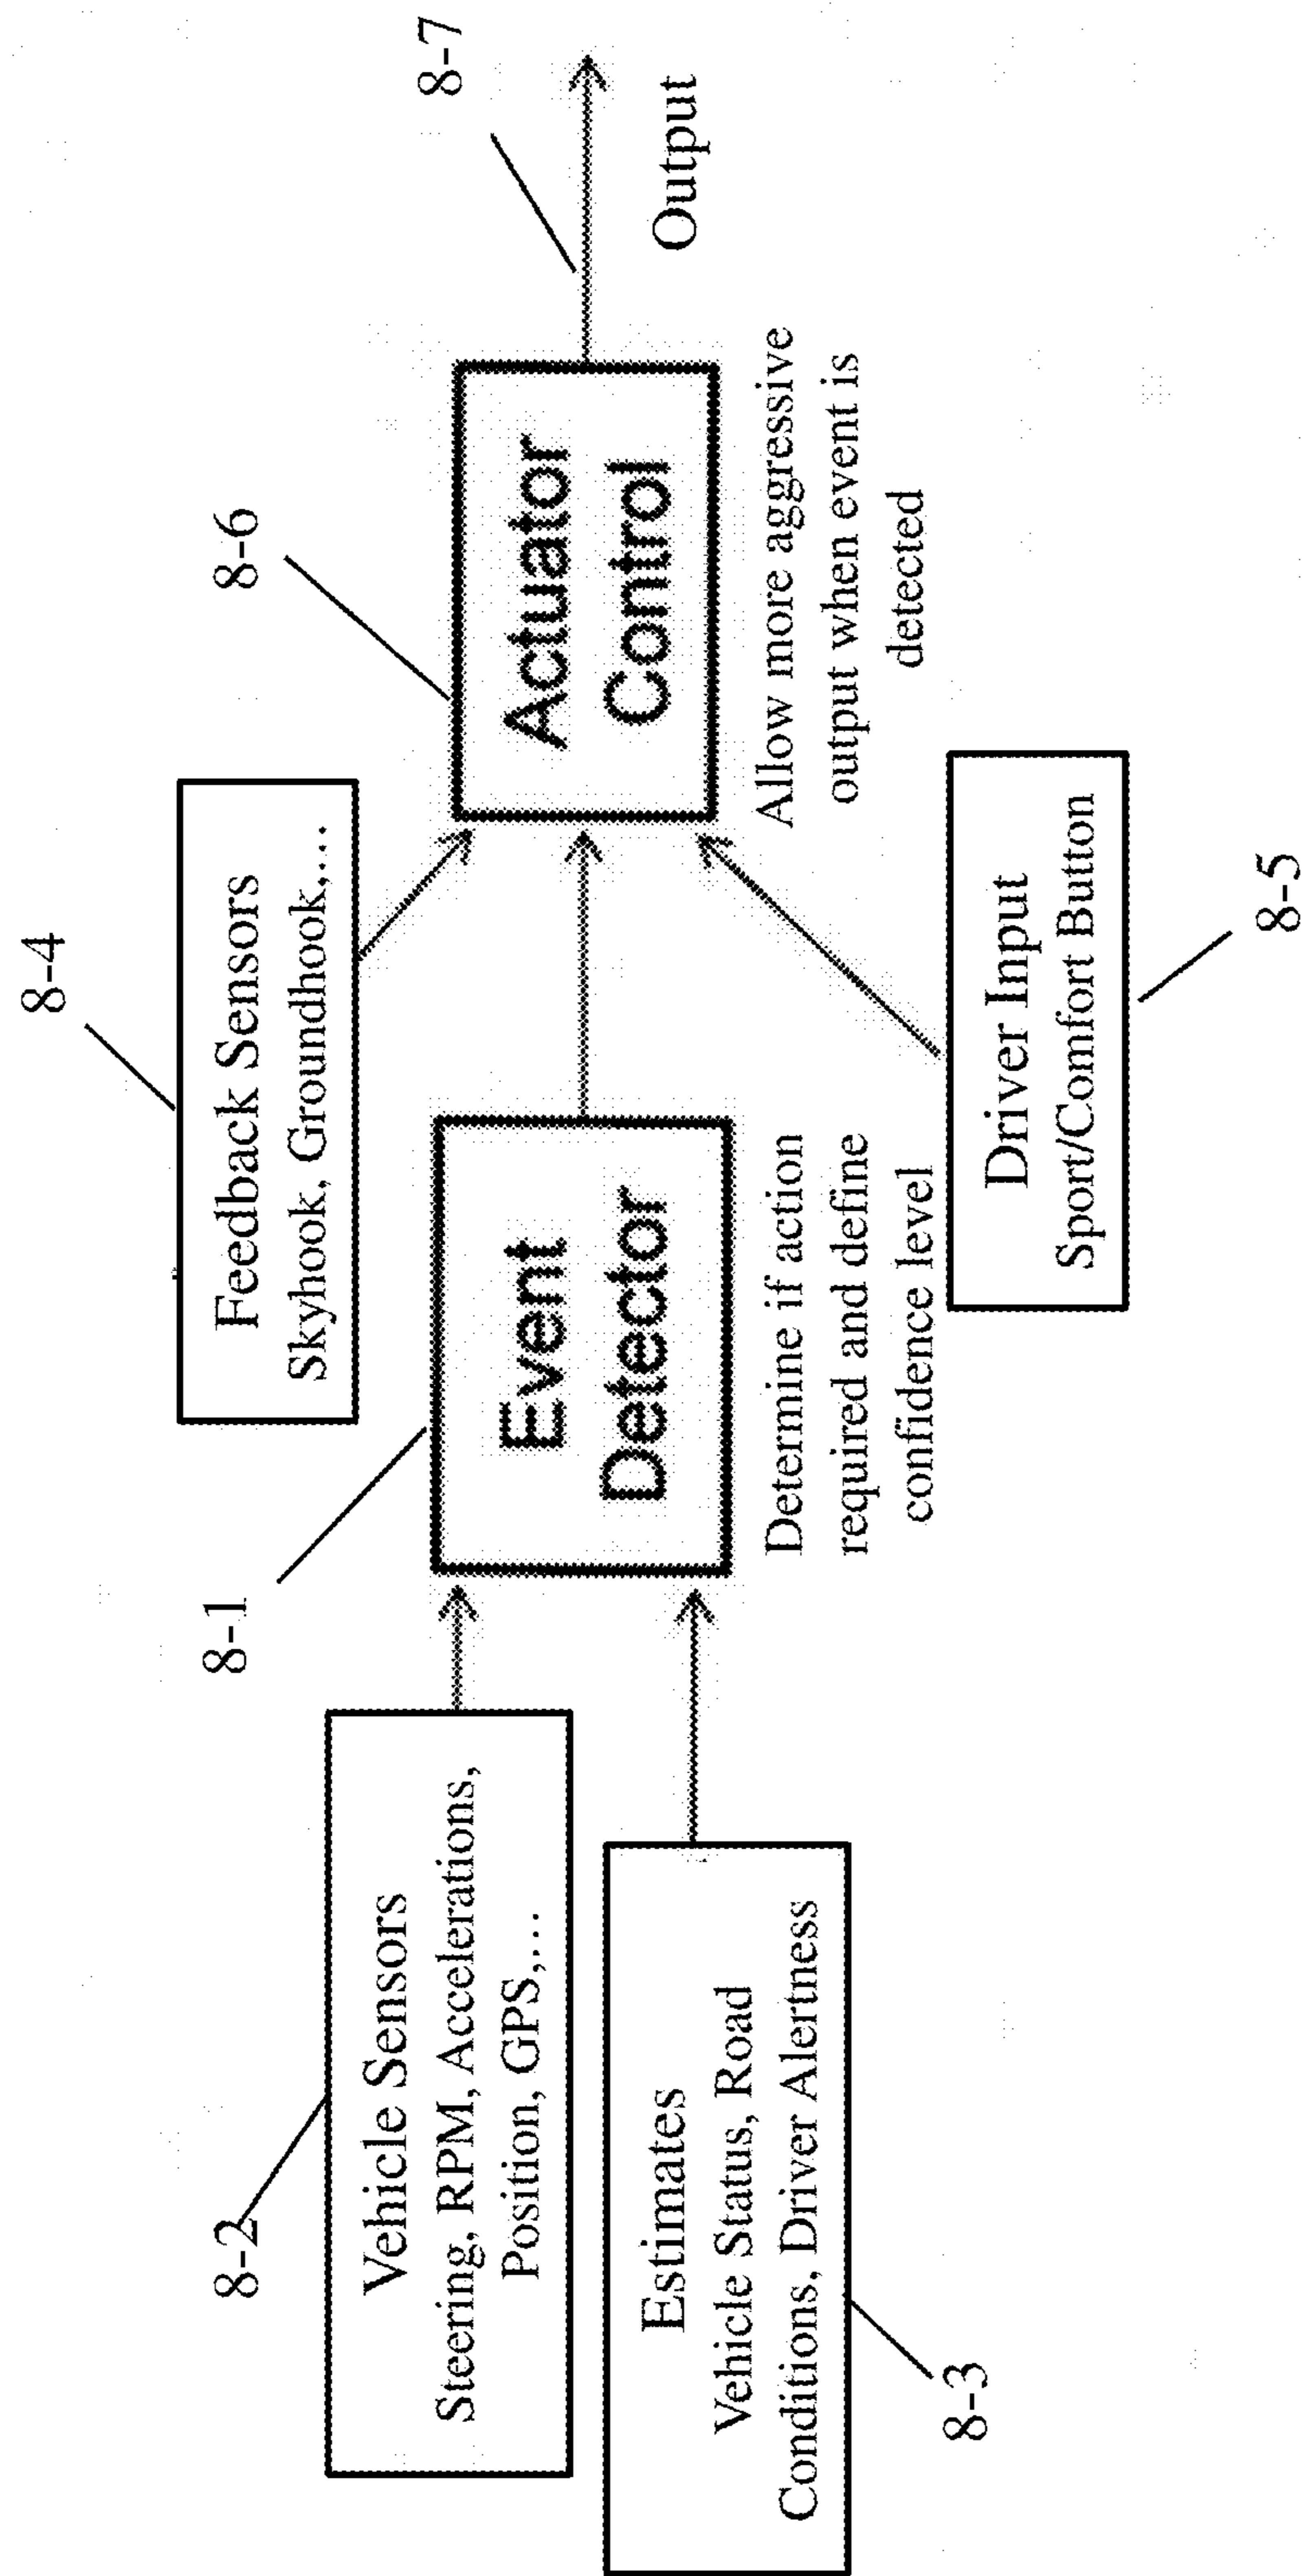 8-2
Vehicle Sensors
Steering, RPM, Accelerations,
Position, GPS,...
Estimates
Vehicle Status, Road
Conditions, Driver Alertness
8-3
8-1
Event
Detector
Determine if action
required and define
confidence level
8-4
Feedback Sensors
Skyhook, Groundhook,...
Driver Input
Sport/Comfort Button
8-5
8-6
Actuator
Control
Allow more aggressive
output when event is
detected
8-7
Output